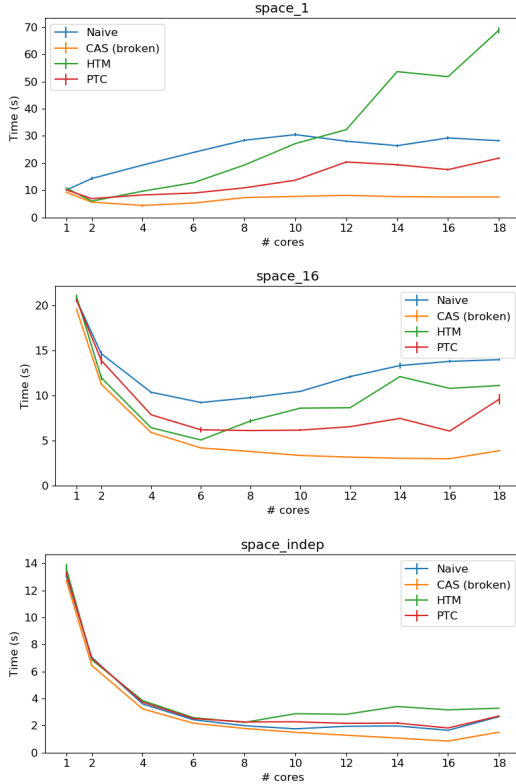 space_1
70
60
50
40
30
20
10
0
Time (s)
Naive
CAS (broken)
HTM
PTC
1 2 4 6 8 10 12 14 16 18
# cores
space_16
20
15
10
5
0
Time (s)
Naive
CAS (broken)
HTM
PTC
1 2 4 6 8 10 12 14 16 18
# cores
space_indep
14
12
10
8
6
4
2
0
Time (s)
Naive
CAS (broken)
HTM
PTC
1 2 4 6 8 10 12 14 16 18
# cores